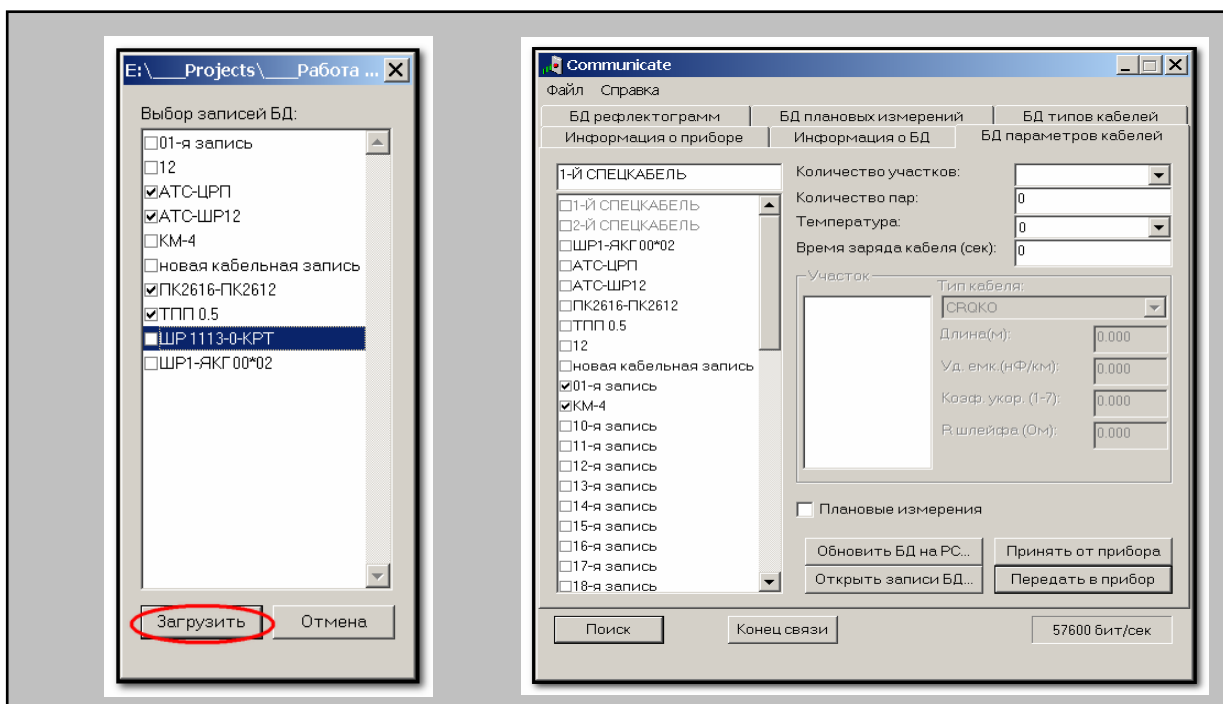 E:\____Projects\____Работа ...
Выбор записей БД:
01-я запись
12
АТС-ЦРП
АТС-ШР12
КМ-4
новая кабельная запись
ПК2616-ПК2612
ТПП 0.5
ШР 1113-0-КРТ
ШР1-ЯКГ 00*02
Загрузить
Отмена
Communicate
Файл Справка
БД рефлектограмм
БД плановых измерений
БД типов кабелей
Информация о приборе
Информация о БД
БД параметров кабелей
1-Й СПЕЦКАБЕЛЬ
1-Й СПЕЦКАБЕЛЬ
2-Й СПЕЦКАБЕЛЬ
ШР1-ЯКГ 00*02
АТС-ЦРП
АТС-ШР12
ПК2616-ПК2612
ТПП 0.5
12
новая кабельная запись
01-я запись
КМ-4
10-я запись
11-я запись
12-я запись
13-я запись
14-я запись
15-я запись
16-я запись
17-я запись
18-я запись
Количество участков:
Количество пар:
0
Температура:
0
Время заряда кабеля (сек):
0
Участок
Тип кабеля:
CRQKO
Длина(м):
0.000
Уд. емк.(нФ/км):
0.000
Коэф. укор. (1-7):
0.000
R шлейфа (Ом):
0.000
Плановые измерения
Обновить БД на РС...
Принять от прибора
Открыть записи БД...
Передать в прибор
Поиск
Конец связи
57600 бит/сек